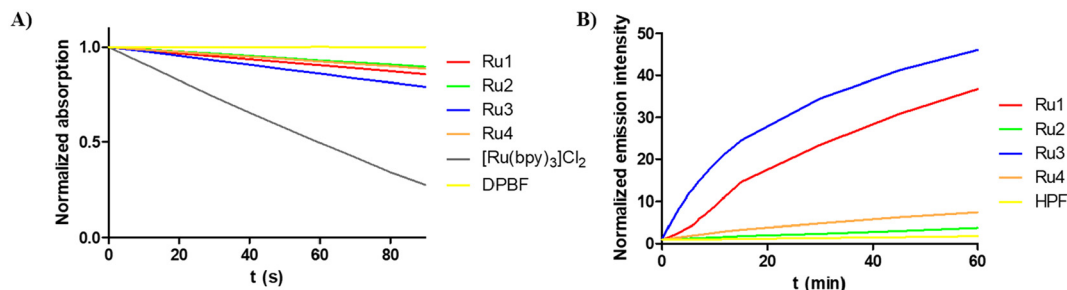 A)
Normalized absorption
1.0
0.5
0.0
0
20
40
60
80
t (s)
Ru1
Ru2
Ru3
Ru4
[Ru(bpy)₃]Cl₂
DPBF
B)
Normalized emission intensity
50
40
30
20
10
0
0
20
40
60
t (min)
Ru1
Ru2
Ru3
Ru4
HPF